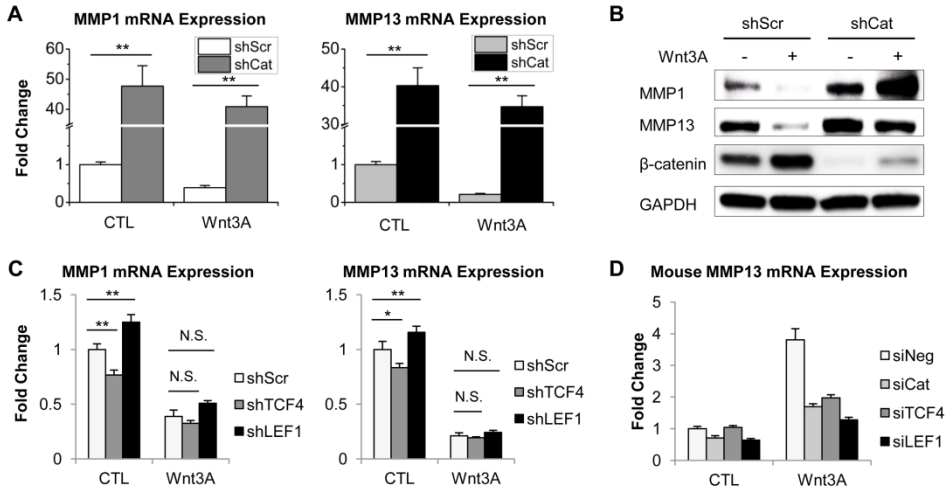 A
MMP1 mRNA Expression
Fold Change
60
50
40
30
1
0
**
**
shScr
shCat
CTL
Wnt3A
MMP13 mRNA Expression
50
40
30
1
0
**
**
shScr
shCat
CTL
Wnt3A
B
shScr shCat
Wnt3A - + - +
MMP1
MMP13
β-catenin
GAPDH
C
MMP1 mRNA Expression
Fold Change
1.5
1
0.5
0
**
**
N.S.
N.S.
shScr
shTCF4
shLEF1
CTL
Wnt3A
MMP13 mRNA Expression
1.5
1
0.5
0
**
*
N.S.
N.S.
shScr
shTCF4
shLEF1
CTL
Wnt3A
D
Mouse MMP13 mRNA Expression
Fold Change
5
4
3
2
1
0
siNeg
siCat
siTCF4
siLEF1
CTL
Wnt3A